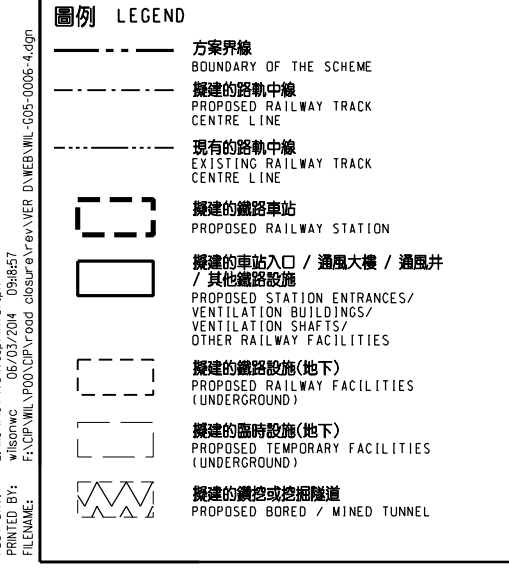 圖例 LEGEND
方案界線
BOUNDARY OF THE SCHEME
擬建的路軌中線
PROPOSED RAILWAY TRACK
CENTRE LINE
現有的路軌中線
EXISTING RAILWAY TRACK
CENTRE LINE
擬建的鐵路車站
PROPOSED RAILWAY STATION
擬建的車站入口 / 通風大樓 / 通風井
/ 其他鐵路設施
PROPOSED STATION ENTRANCES/
VENTILATION BUILDINGS/
VENTILATION SHAFTS/
OTHER RAILWAY FACILITIES
擬建的鐵路設施(地下)
PROPOSED RAILWAY FACILITIES
(UNDERGROUND)
擬建的臨時設施(地下)
PROPOSED TEMPORARY FACILITIES
(UNDERGROUND)
擬建的鑽挖或挖掘隧道
PROPOSED BORED / MINED TUNNEL
PRINTED BY: wilsonwc 06/03/2014 09:18:57
FILENAME: F:\CIP\WIL\P00\CIP\road closure\rev\VER D\WEB\WIL-G05-0006-4.dgn